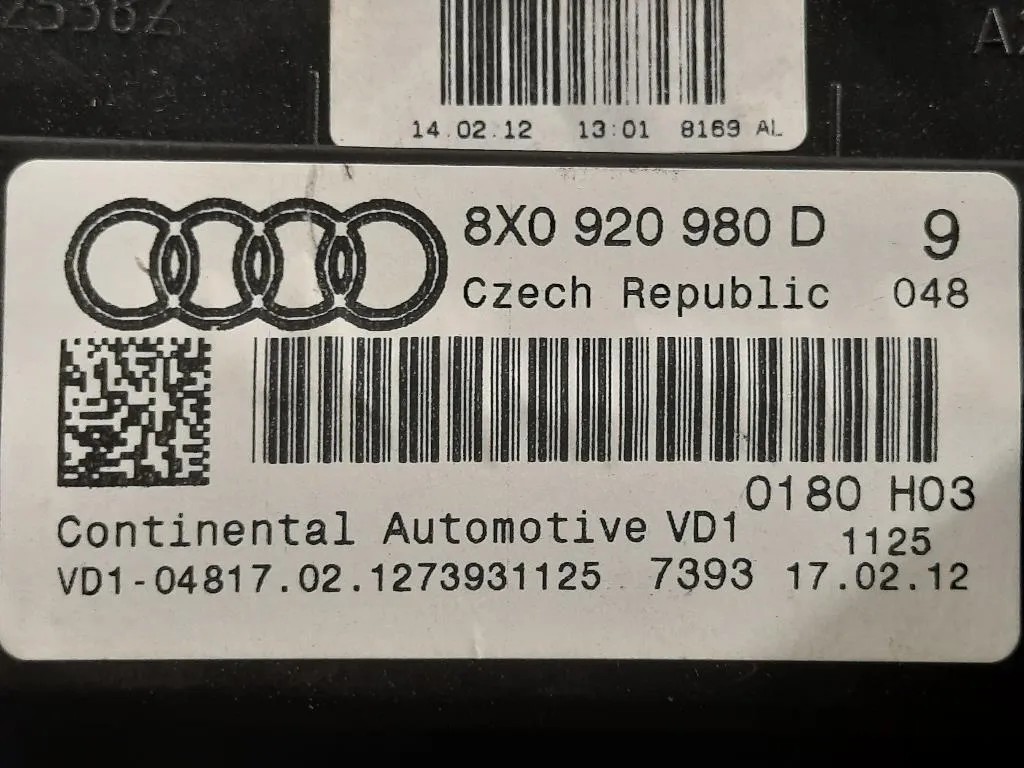 14.02.12 13:01 8169 AL
8X0 920 980 D 9
Czech Republic 048
0180 H03
Continental Automotive VD1 1125
VD1-04817.02.1273931125 7393 17.02.12